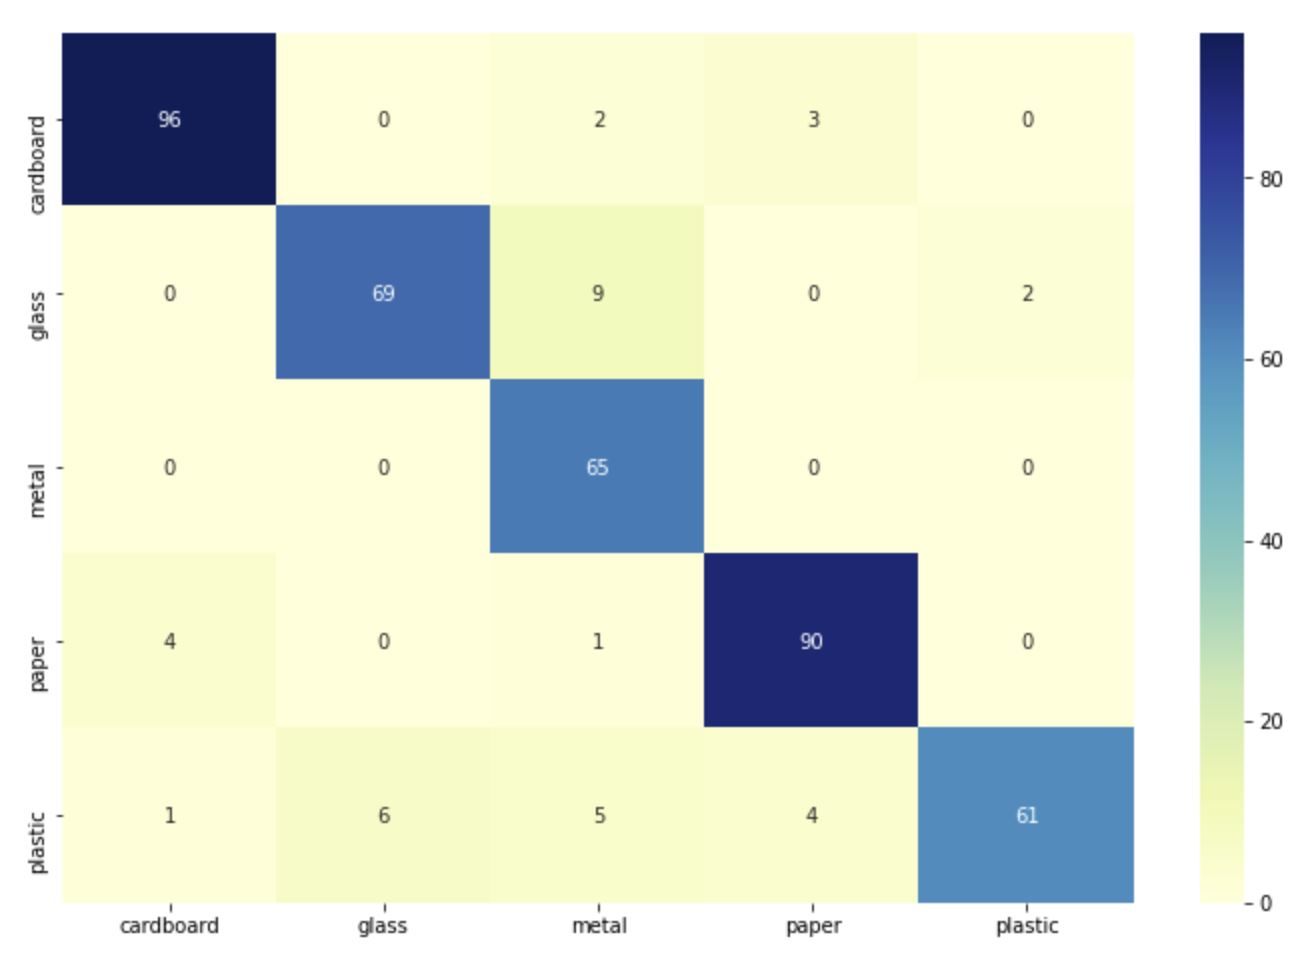 96 0 2 3 0
cardboard
80
0 69 9 0 2
glass
60
0 0 65 0 0
metal
40
4 0 1 90 0
paper
20
1 6 5 4 61
plastic
0
cardboard glass metal paper plastic